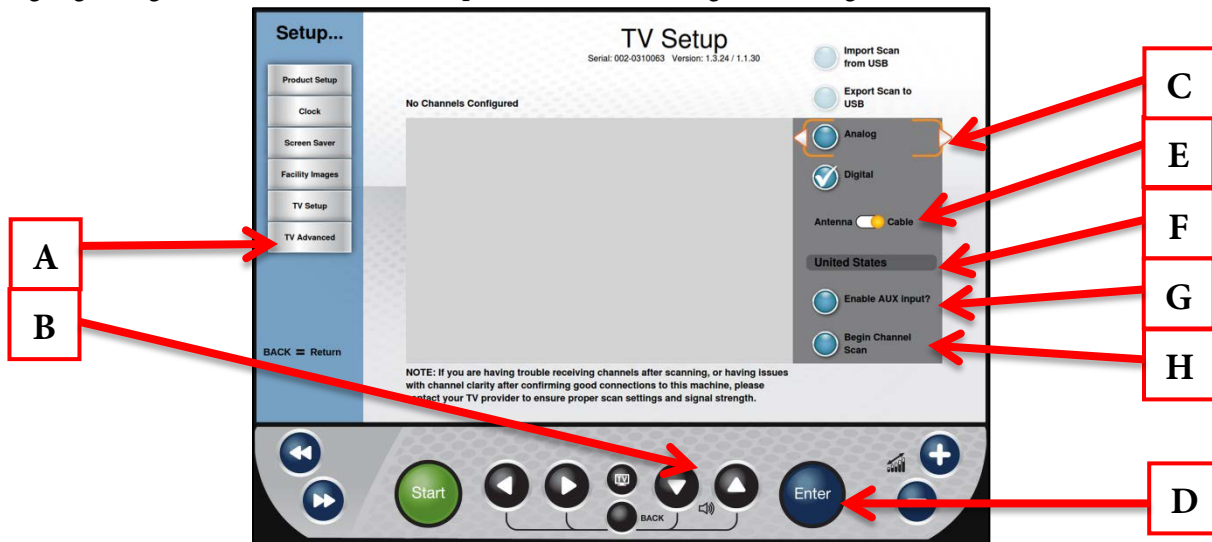 Setup...
Product Setup
Clock
Screen Saver
Facility Images
TV Setup
TV Advanced
BACK = Return
TV Setup
Serial: 002-0310063 Version: 1.3.24 / 1.1.30
No Channels Configured
Import Scan
from USB
Export Scan to
USB
Analog
Digital
Antenna Cable
United States
Enable AUX input?
Begin Channel
Scan
NOTE: If you are having trouble receiving channels after scanning, or having issues
with channel clarity after confirming good connections to this machine, please
contact your TV provider to ensure proper scan settings and signal strength.
Start
TV
BACK
Enter
A
B
C
E
F
G
H
D